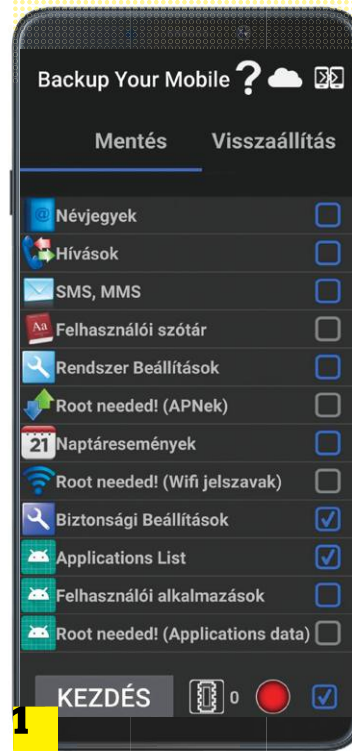 Backup Your Mobile ?
Mentés Visszaállítás
@ Névjegyek
Hívások
SMS, MMS
Aa Felhasználói szótár
Rendszer Beállítások
Root needed! (APNek)
21 Naptáresemények
Root needed! (Wifi jelszavak)
Biztonsági Beállítások
Applications List
Felhasználói alkalmazások
Root needed! (Applications data)
KEZDÉS 0
1